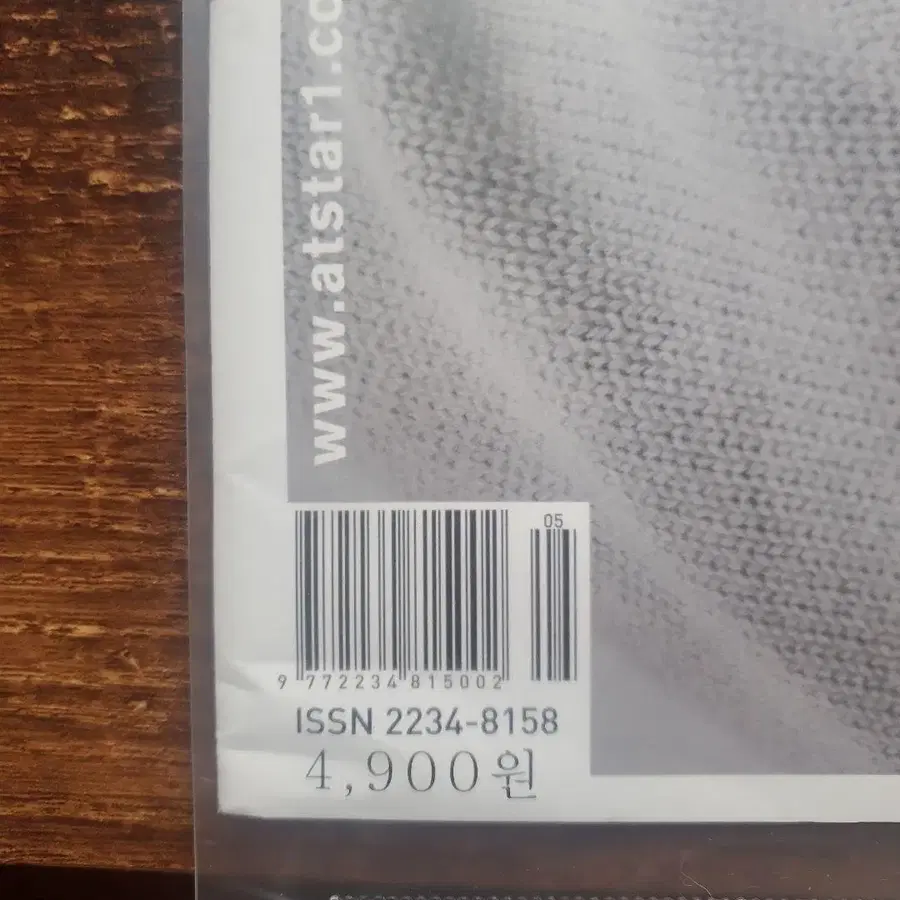 www.atstar1.co
05
9 772234 815002
ISSN 2234-8158
4,900원